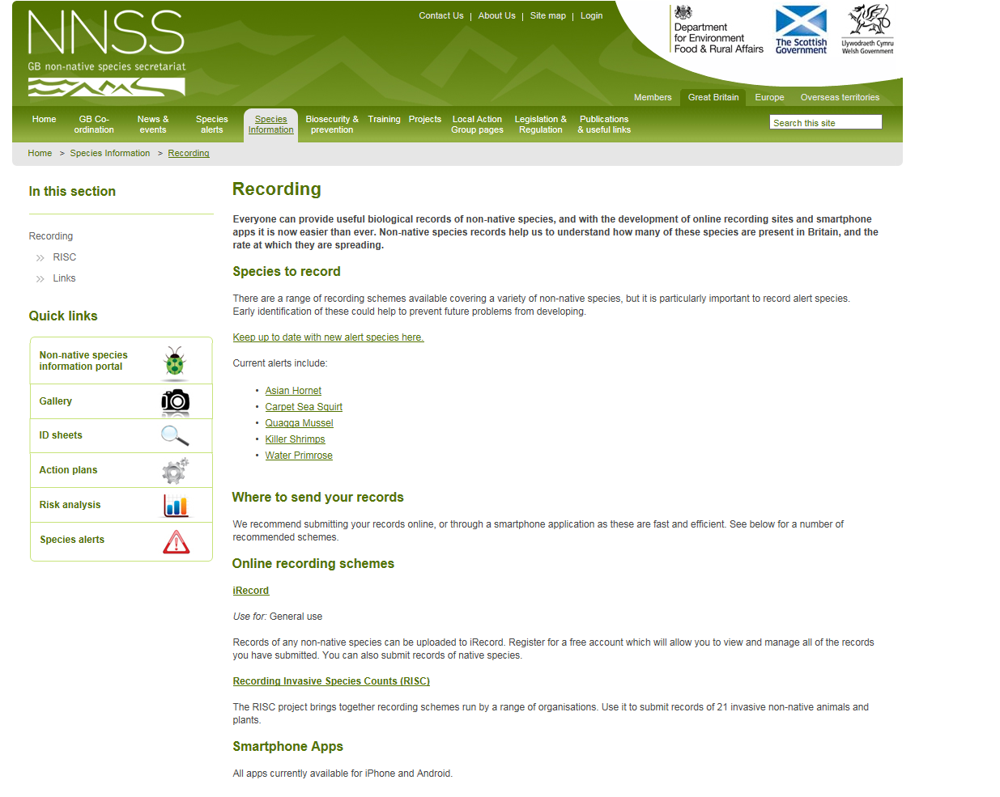 NNSS
GB non-native species secretariat
Contact Us | About Us | Site map | Login
Department
for Environment
Food & Rural Affairs
The Scottish
Government
Llywodraeth Cymru
Welsh Government
Members Great Britain Europe Overseas territories
Home
GB Co-
ordination
News &
events
Species
alerts
Species
Information
Biosecurity &
prevention
Training
Projects
Local Action
Group pages
Legislation &
Regulation
Publications
& useful links
Search this site
Home > Species Information > Recording
In this section
Recording
RISC
Links
Quick links
Non-native species
information portal
Gallery
ID sheets
Action plans
Risk analysis
Species alerts
Recording
Everyone can provide useful biological records of non-native species, and with the development of online recording sites and smartphone
apps it is now easier than ever. Non-native species records help us to understand how many of these species are present in Britain, and the
rate at which they are spreading.
Species to record
There are a range of recording schemes available covering a variety of non-native species, but it is particularly important to record alert species.
Early identification of these could help to prevent future problems from developing.
Keep up to date with new alert species here.
Current alerts include:
• Asian Hornet
• Carpet Sea Squirt
• Quagga Mussel
• Killer Shrimps
• Water Primrose
Where to send your records
We recommend submitting your records online, or through a smartphone application as these are fast and efficient. See below for a number of
recommended schemes.
Online recording schemes
iRecord
Use for: General use
Records of any non-native species can be uploaded to iRecord. Register for a free account which will allow you to view and manage all of the records
you have submitted. You can also submit records of native species.
Recording Invasive Species Counts (RISC)
The RISC project brings together recording schemes run by a range of organisations. Use it to submit records of 21 invasive non-native animals and
plants.
Smartphone Apps
All apps currently available for iPhone and Android.